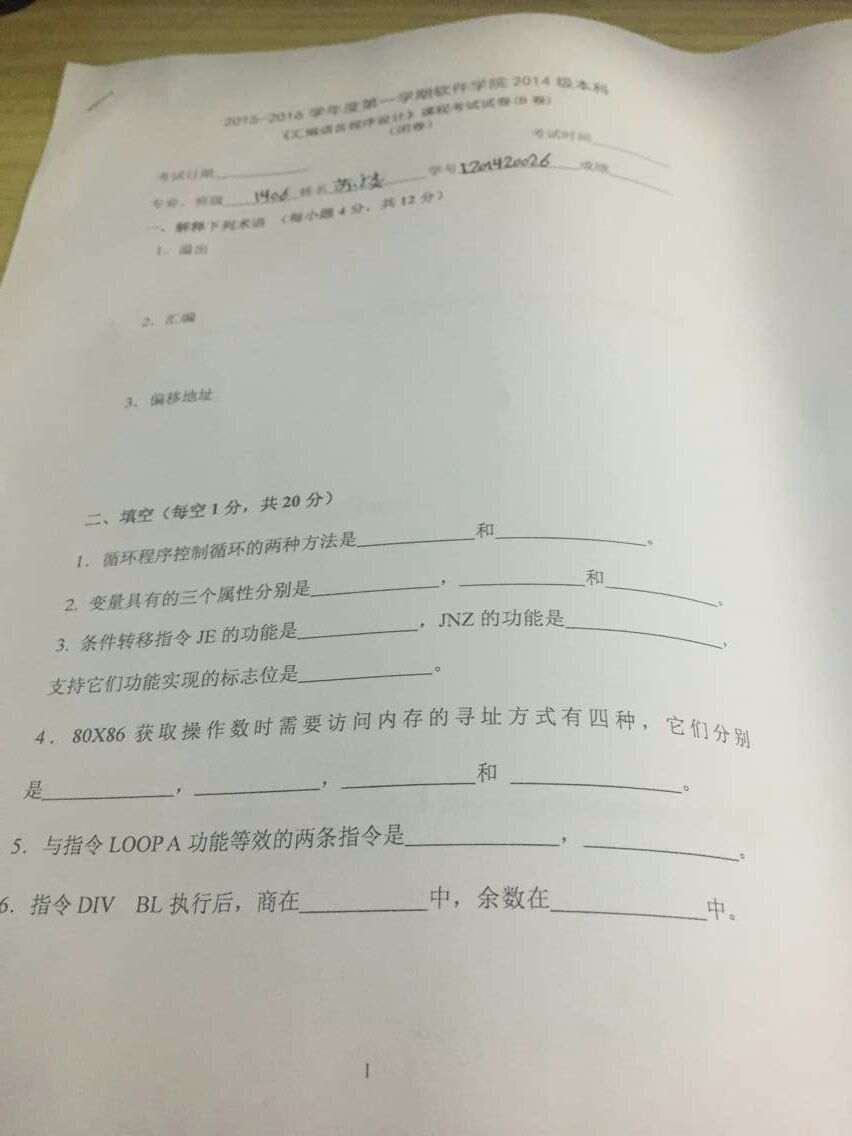 2015-2016 学年度第一学期软件学院 2014 级本科
《汇编语言程序设计》课程考试试卷(B 卷)
(闭卷)
考试日期 考试时间
专业、班级 1406 姓名 学号 1201420026 成绩
一、解释下列术语 (每小题 4 分,共 12 分)
1. 溢出
2. 汇编
3. 偏移地址
二、填空(每空 1 分,共 20 分)
1. 循环程序控制循环的两种方法是____________和________________。
2. 变量具有的三个属性分别是______________,______________和____________。
3. 条件转移指令 JE 的功能是____________,JNZ 的功能是________________,
支持它们功能实现的标志位是______________。
4. 80X86 获取操作数时需要访问内存的寻址方式有四种,它们分别
是____________,____________,____________和 ________________。
5. 与指令 LOOP A 功能等效的两条指令是______________,______________。
6. 指令 DIV BL 执行后,商在____________中,余数在______________中。
1